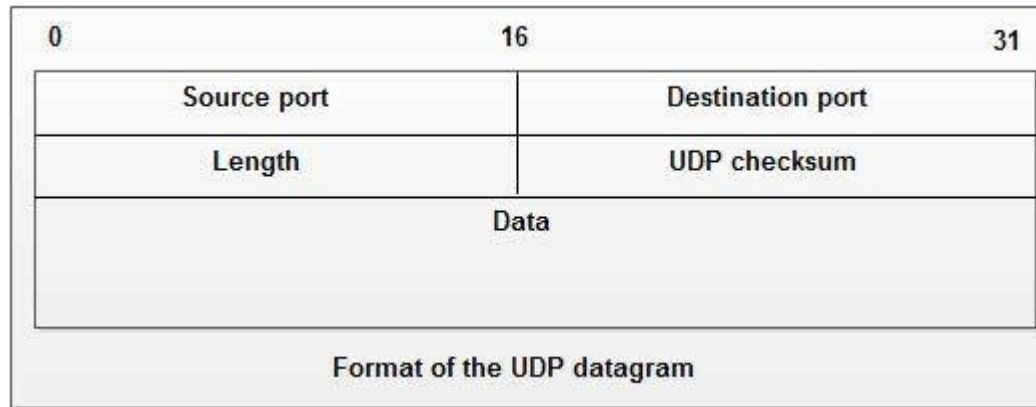 0 16 31
Source port Destination port
Length UDP checksum
Data
Format of the UDP datagram